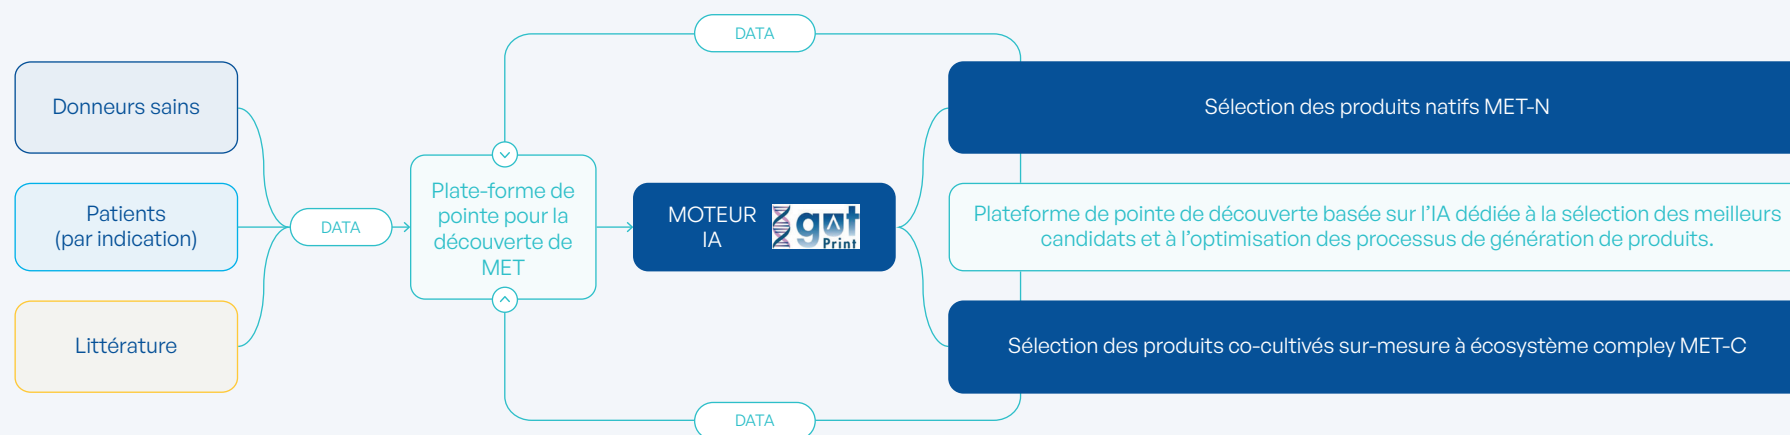 DATA
Donneurs sains
Sélection des produits natifs MET-N
Patients
(par indication)
DATA
Plate-forme de
pointe pour la
découverte de
MET
MOTEUR
IA
gut
Print
Plateforme de pointe de découverte basée sur l'IA dédiée à la sélection des meilleurs
candidats et à l'optimisation des processus de génération de produits.
Littérature
Sélection des produits co-cultivés sur-mesure à écosystème compley MET-C
DATA